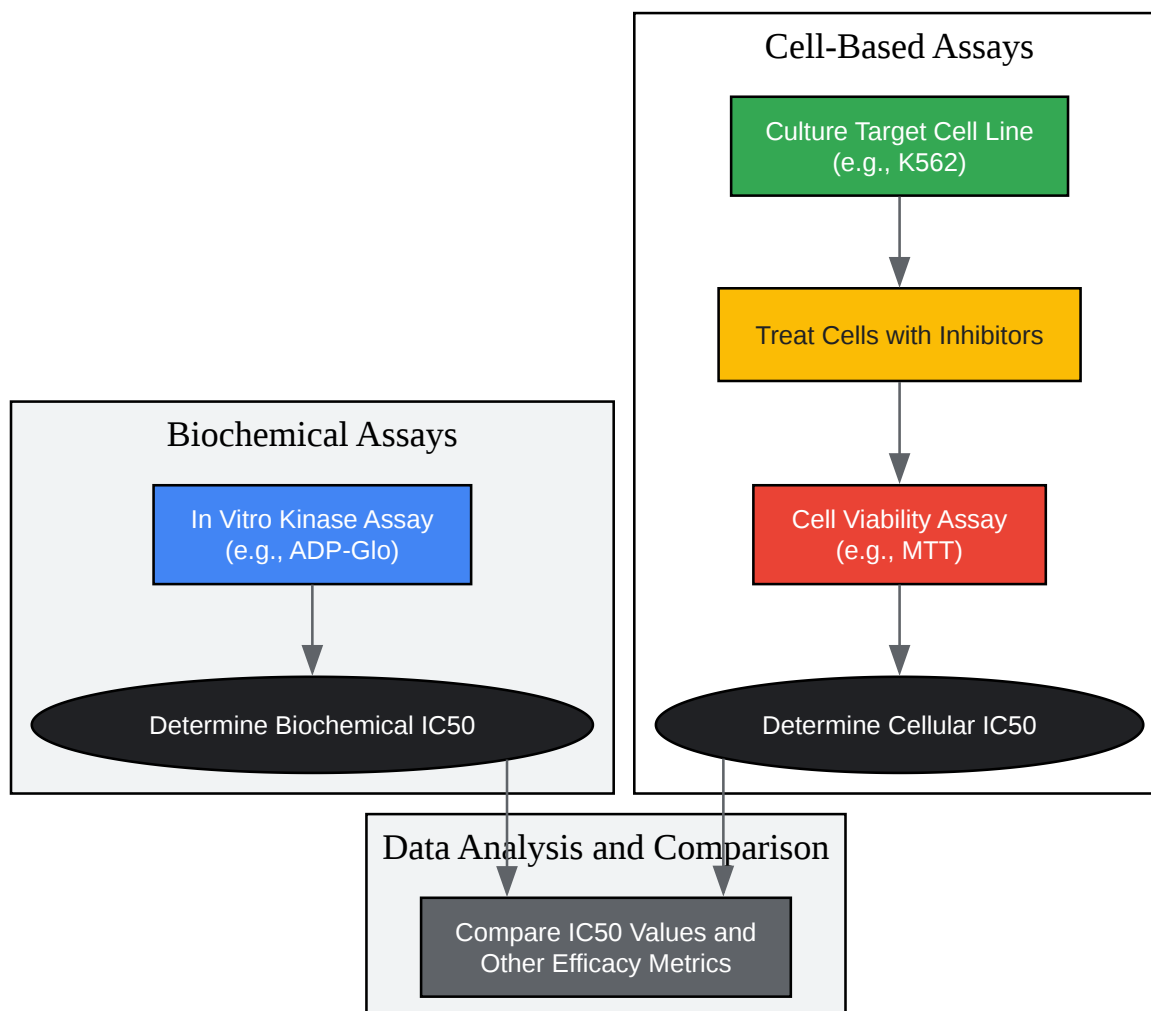 Cell-Based Assays
Culture Target Cell Line
(e.g., K562)
Treat Cells with Inhibitors
Biochemical Assays
In Vitro Kinase Assay
(e.g., ADP-Glo)
Cell Viability Assay
(e.g., MTT)
Determine Biochemical IC50
Determine Cellular IC50
Data Analysis and Comparison
Compare IC50 Values and
Other Efficacy Metrics